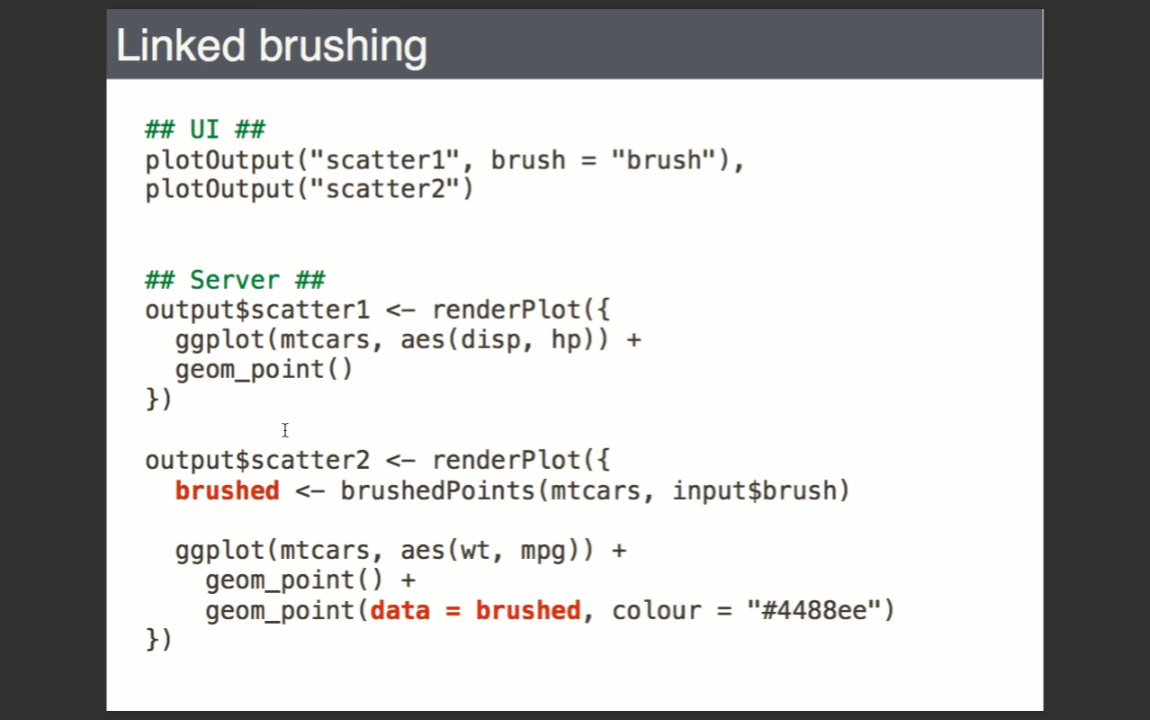 Linked brushing
## UI ##
plotOutput("scatter1", brush = "brush"),
plotOutput("scatter2")
## Server ##
output$scatter1 <- renderPlot({
  ggplot(mtcars, aes(disp, hp)) +
  geom_point()
})
output$scatter2 <- renderPlot({
  brushed <- brushedPoints(mtcars, input$brush)
  ggplot(mtcars, aes(wt, mpg)) +
    geom_point() +
    geom_point(data = brushed, colour = "#4488ee")
})